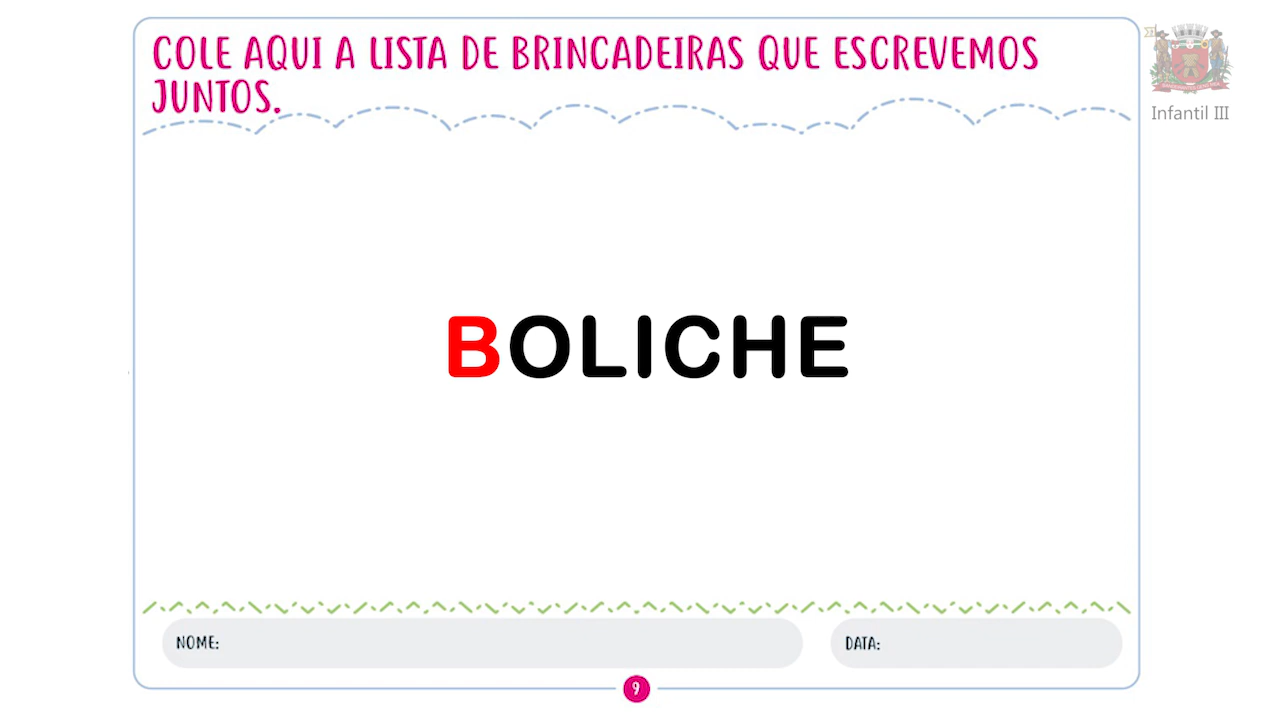 COLE AQUI A LISTA DE BRINCADEIRAS QUE ESCREVEMOS
JUNTOS.
Infantil III
BOLICHE
NOME:
DATA:
9